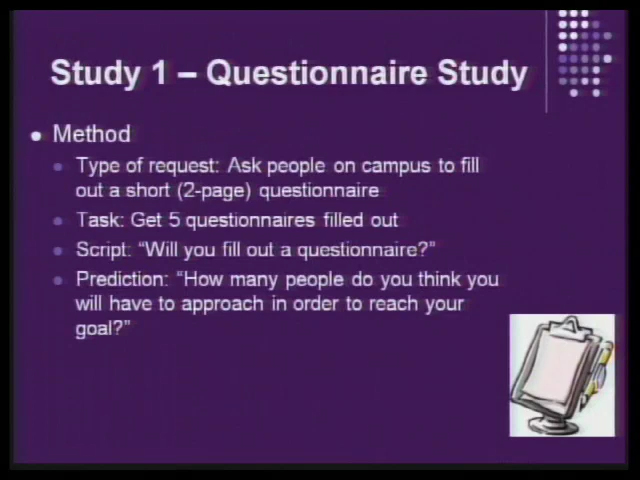 Study 1 – Questionnaire Study
Method
Type of request: Ask people on campus to fill
out a short (2-page) questionnaire
Task: Get 5 questionnaires filled out
Script: “Will you fill out a questionnaire?”
Prediction: “How many people do you think you
will have to approach in order to reach your
goal?”